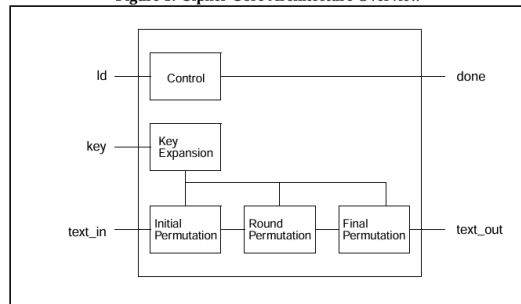 Figure 1: Cipher Core Architecture Overview
ld
Control
done
key
Key
Expansion
text_in
Initial
Permutation
Round
Permutation
Final
Permutation
text_out